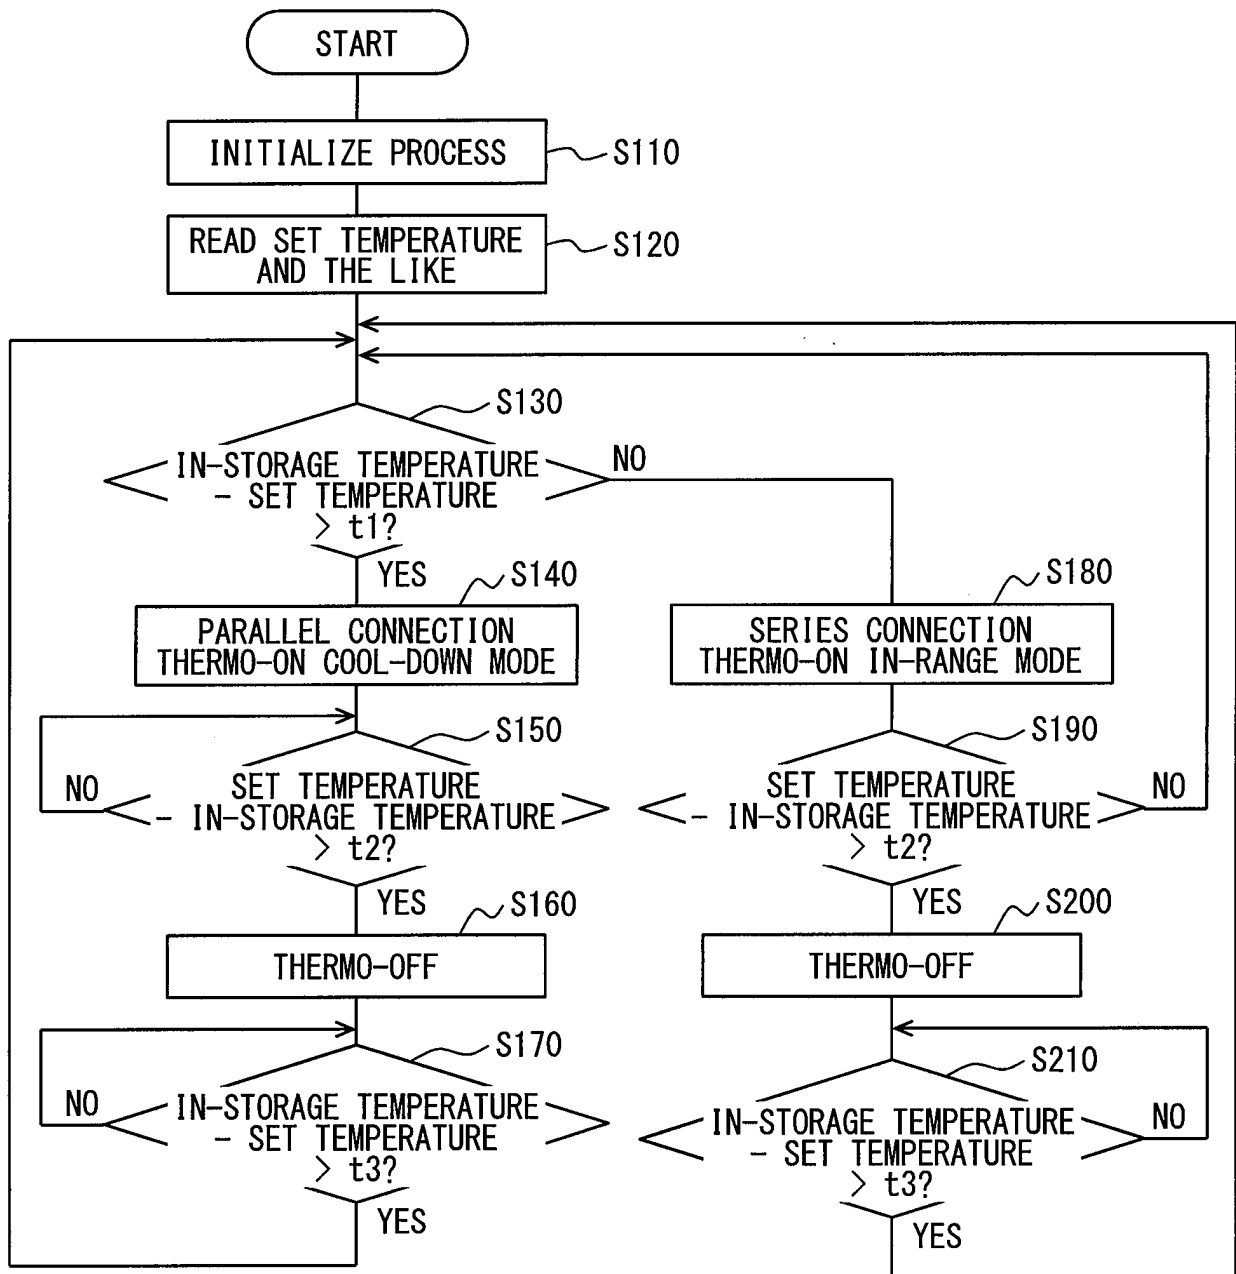 START
INITIALIZE PROCESS
S110
READ SET TEMPERATURE
AND THE LIKE
S120
S130
IN-STORAGE TEMPERATURE
- SET TEMPERATURE
> t1?
NO
YES
S140
PARALLEL CONNECTION
THERMO-ON COOL-DOWN MODE
S150
SET TEMPERATURE
- IN-STORAGE TEMPERATURE
> t2?
NO
YES
S160
THERMO-OFF
S170
IN-STORAGE TEMPERATURE
- SET TEMPERATURE
> t3?
NO
YES
S180
SERIES CONNECTION
THERMO-ON IN-RANGE MODE
S190
SET TEMPERATURE
- IN-STORAGE TEMPERATURE
> t2?
NO
YES
S200
THERMO-OFF
S210
IN-STORAGE TEMPERATURE
- SET TEMPERATURE
> t3?
NO
YES